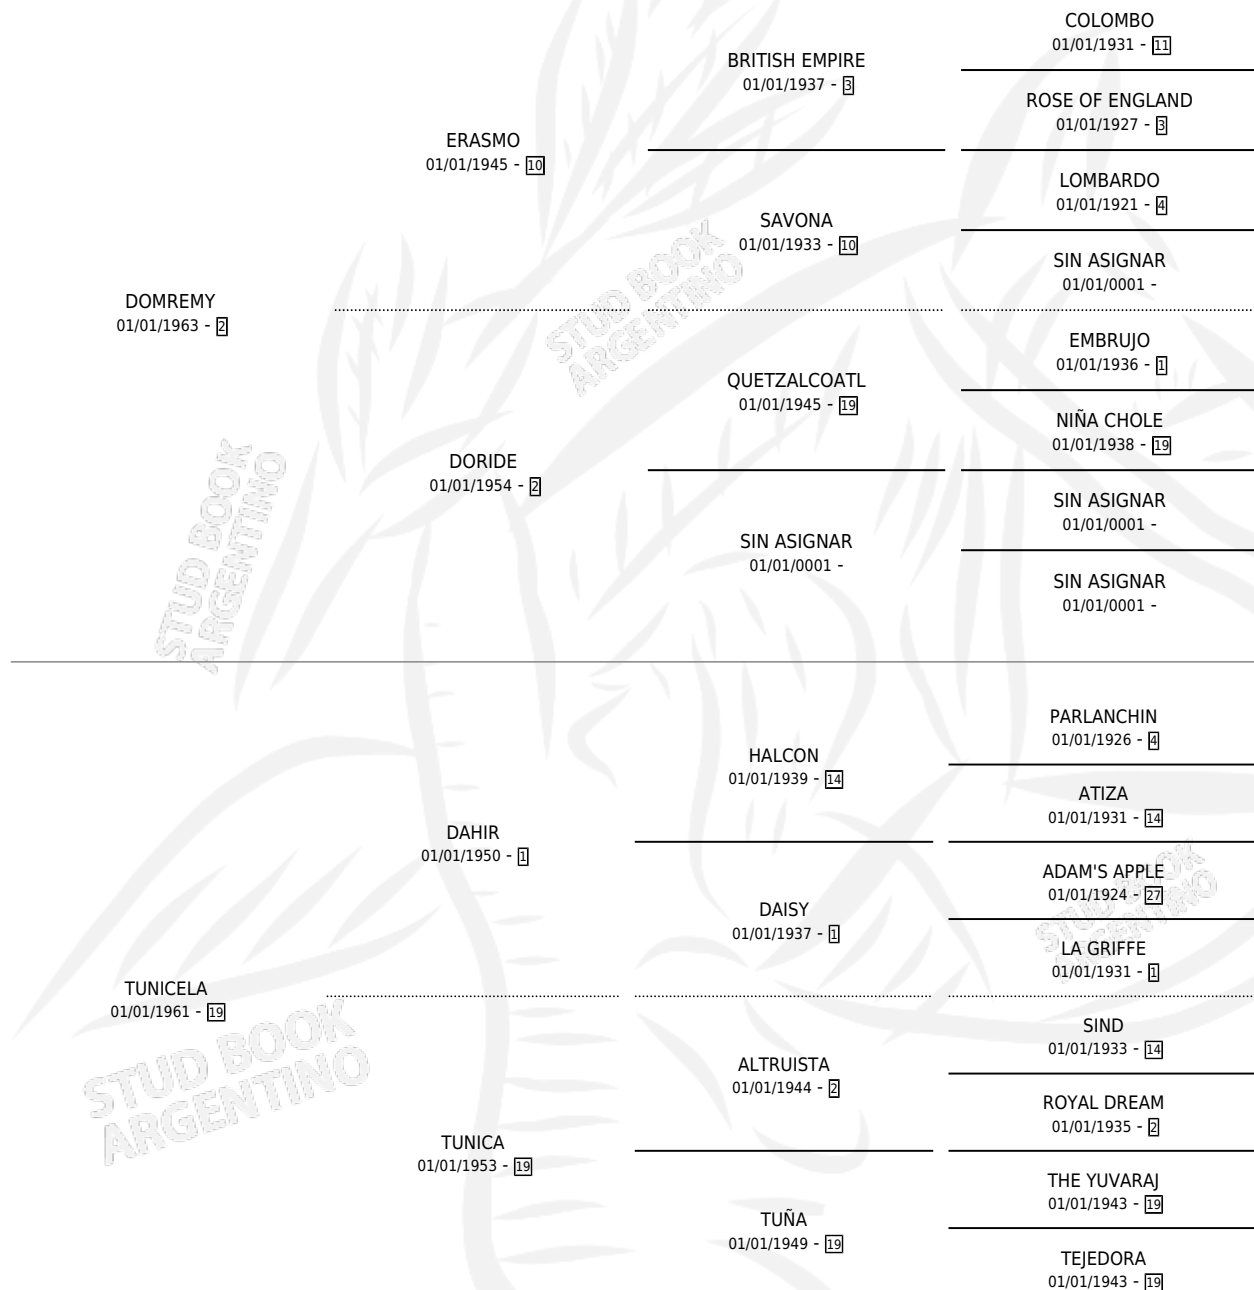 COLOMBO
01/01/1931 - 11
BRITISH EMPIRE
01/01/1937 - 3
ROSE OF ENGLAND
01/01/1927 - 3
ERASMO
01/01/1945 - 10
LOMBARDO
01/01/1921 - 4
SAVONA
01/01/1933 - 10
SIN ASIGNAR
01/01/0001 -
DOMREMY
01/01/1963 - 2
EMBRUJO
01/01/1936 - 1
QUETZALCOATL
01/01/1945 - 19
NIÑA CHOLE
01/01/1938 - 19
DORIDE
01/01/1954 - 2
SIN ASIGNAR
01/01/0001 -
SIN ASIGNAR
01/01/0001 -
SIN ASIGNAR
01/01/0001 -
PARLANCHIN
01/01/1926 - 4
HALCON
01/01/1939 - 14
ATIZA
01/01/1931 - 14
DAHIR
01/01/1950 - 1
ADAM'S APPLE
01/01/1924 - 27
DAISY
01/01/1937 - 1
LA GRIFFE
01/01/1931 - 1
TUNICELA
01/01/1961 - 19
SIND
01/01/1933 - 14
ALTRUISTA
01/01/1944 - 2
ROYAL DREAM
01/01/1935 - 2
TUNICA
01/01/1953 - 19
THE YUVARAJ
01/01/1943 - 19
TUÑA
01/01/1949 - 19
TEJEDORA
01/01/1943 - 19
STUD BOOK
ARGENTINO
STUD BOOK
ARGENTINO
STUD BOOK
ARGENTINO
STUD BOOK
ARGENTINO